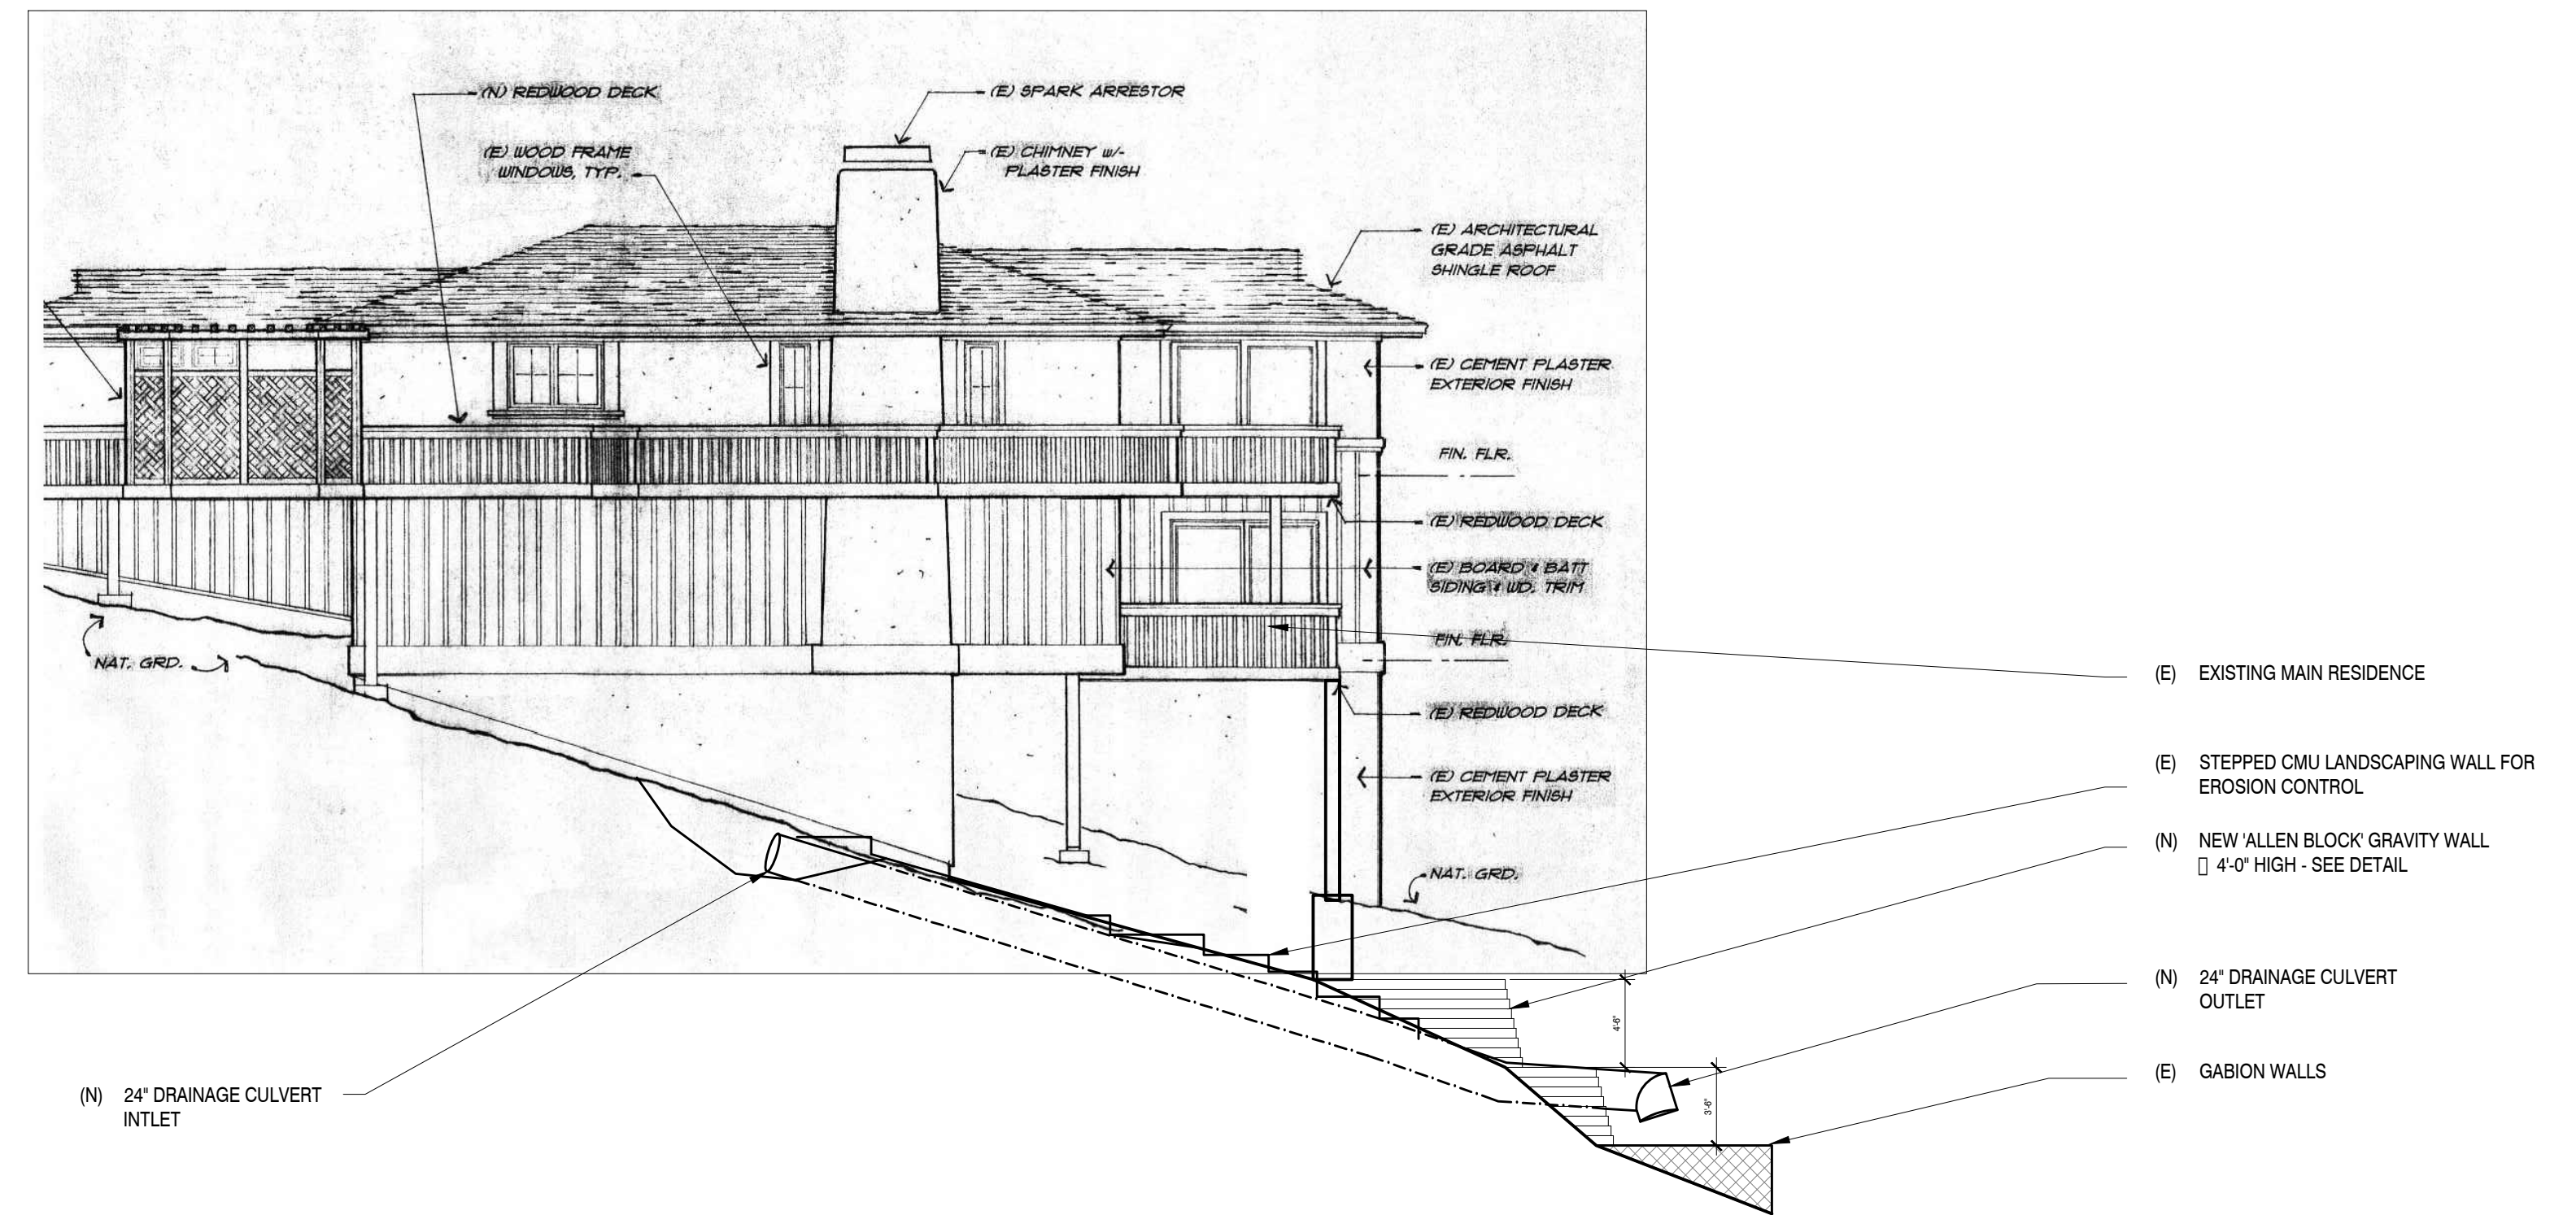 (N) REDWOOD DECK
(E) SPARK ARRESTOR
(E) WOOD FRAME
WINDOWS, TYP.
(E) CHIMNEY w/-
PLASTER FINISH
(E) ARCHITECTURAL
GRADE ASPHALT
SHINGLE ROOF
(E) CEMENT PLASTER
EXTERIOR FINISH
FIN. FLR.
(E) REDWOOD DECK
(E) BOARD & BATT
SIDING & WD. TRIM
FIN. FLR.
NAT. GRD.
(E) REDWOOD DECK
(E) CEMENT PLASTER
EXTERIOR FINISH
NAT. GRD.
(E) EXISTING MAIN RESIDENCE
(E) STEPPED CMU LANDSCAPING WALL FOR
EROSION CONTROL
(N) NEW 'ALLEN BLOCK' GRAVITY WALL
▯ 4'-0" HIGH - SEE DETAIL
(N) 24" DRAINAGE CULVERT
OUTLET
(E) GABION WALLS
4'-6"
3'-6"
(N) 24" DRAINAGE CULVERT
INTLET